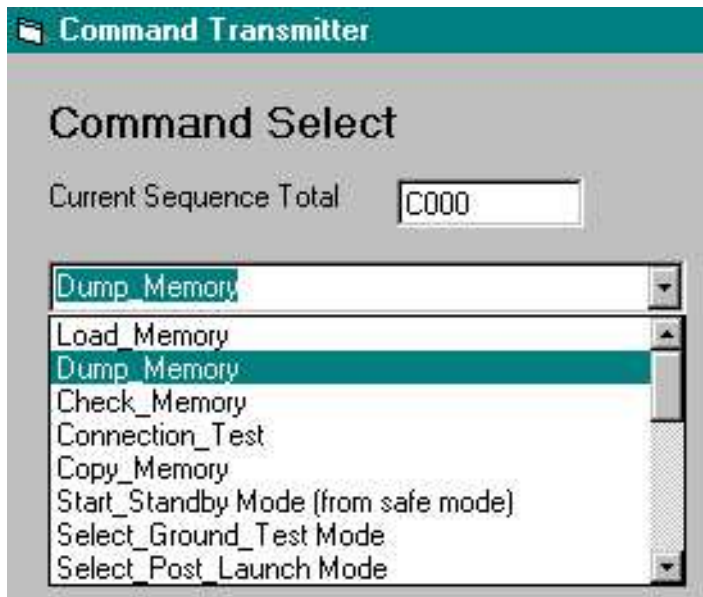 Command Transmitter
Command Select
Current Sequence Total C000
Dump_Memory
Load_Memory
Dump_Memory
Check_Memory
Connection_Test
Copy_Memory
Start_Standby Mode (from safe mode)
Select_Ground_Test Mode
Select_Post_Launch Mode